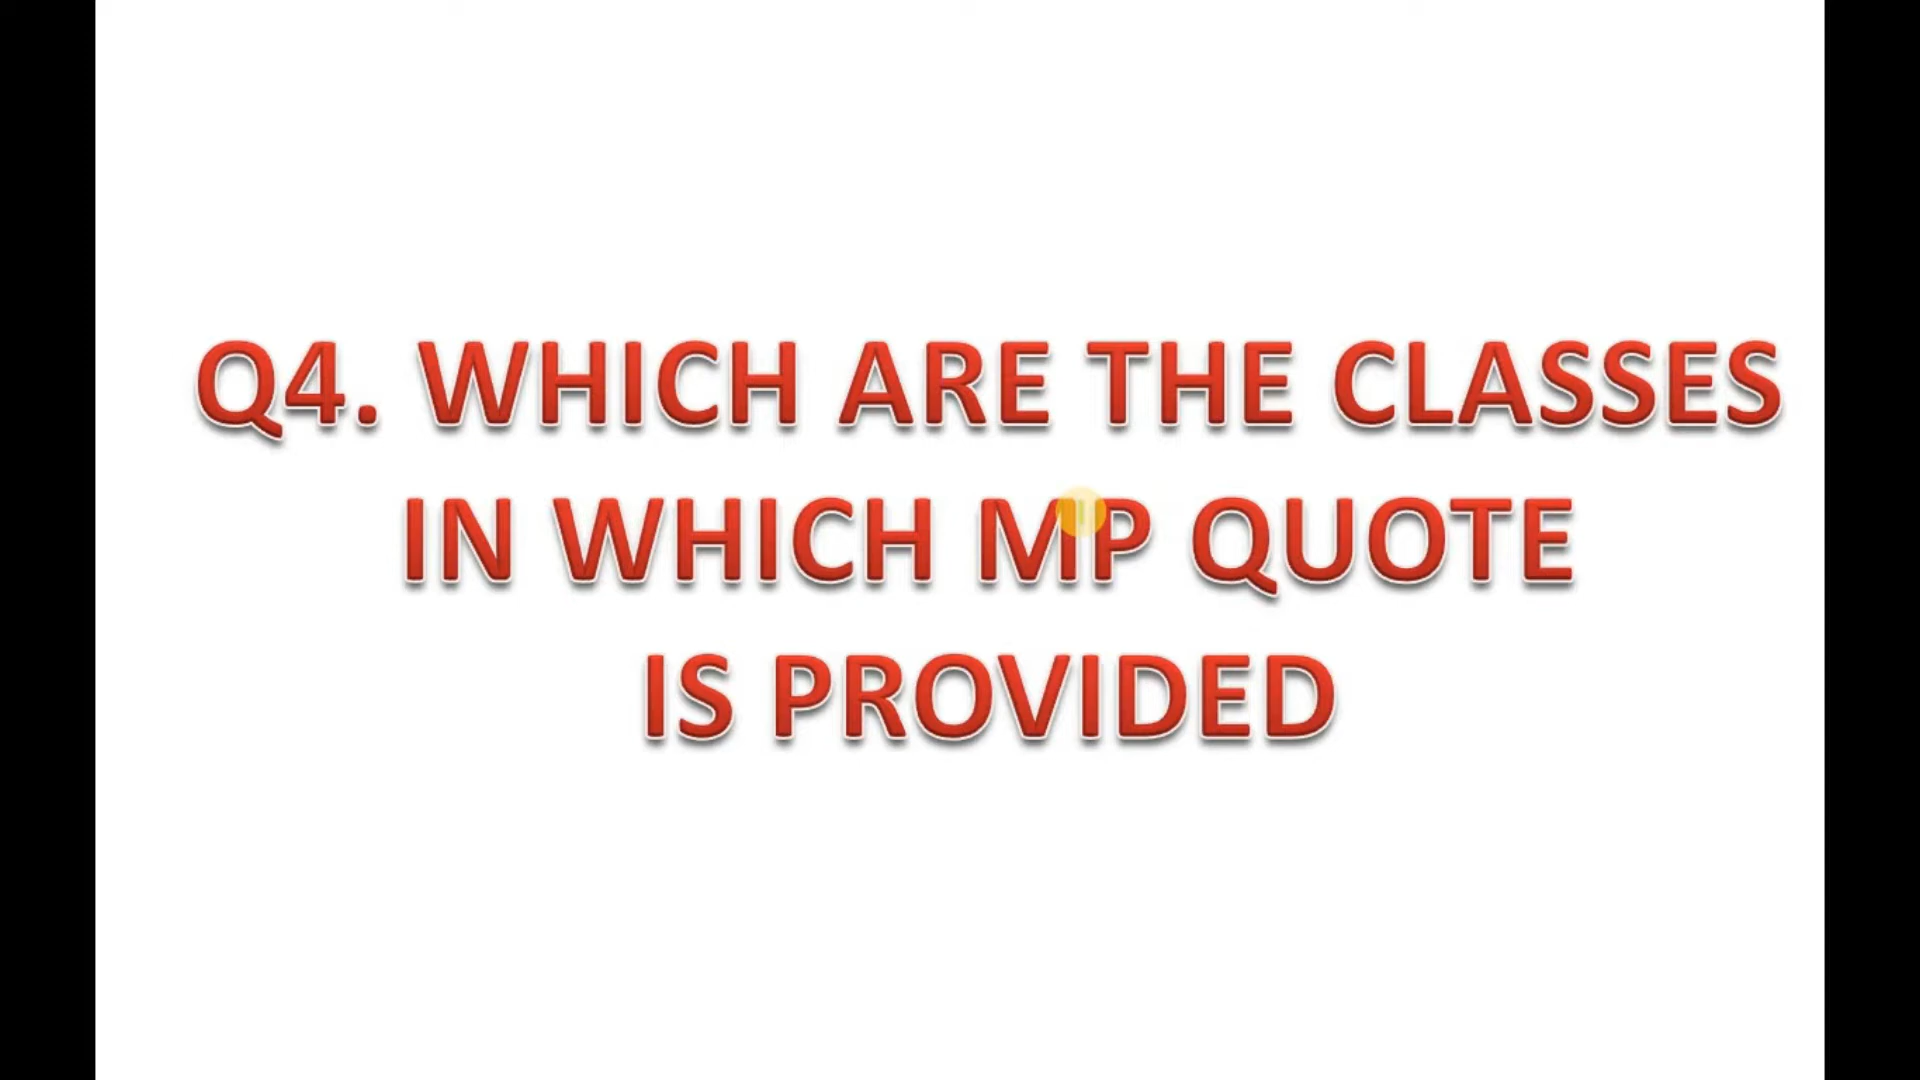 Q4. WHICH ARE THE CLASSES
IN WHICH MP QUOTE
IS PROVIDED